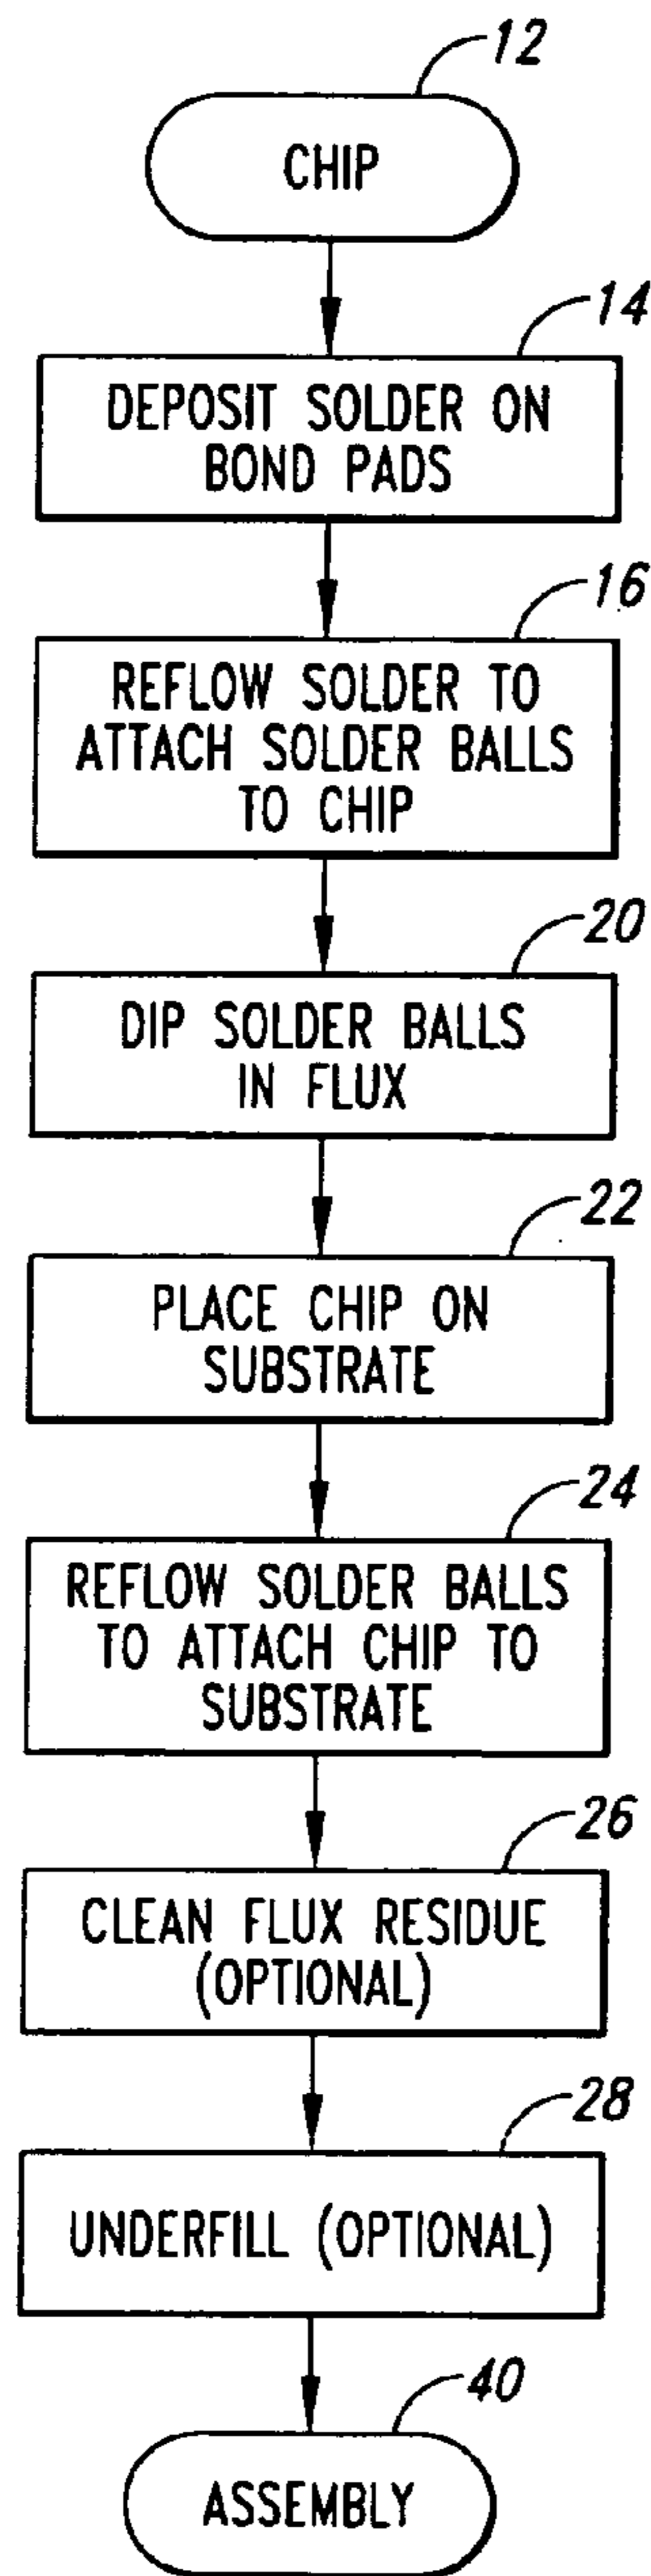 12
CHIP
14
DEPOSIT SOLDER ON
BOND PADS
16
REFLOW SOLDER TO
ATTACH SOLDER BALLS
TO CHIP
20
DIP SOLDER BALLS
IN FLUX
22
PLACE CHIP ON
SUBSTRATE
24
REFLOW SOLDER BALLS
TO ATTACH CHIP TO
SUBSTRATE
26
CLEAN FLUX RESIDUE
(OPTIONAL)
28
UNDERFILL (OPTIONAL)
40
ASSEMBLY